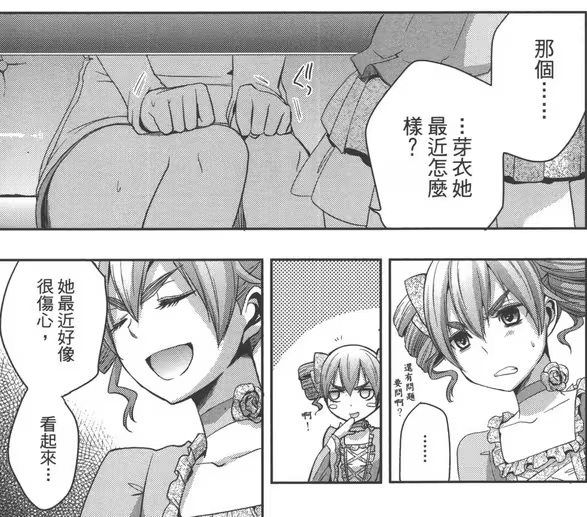 那個……
…芽衣她
最近怎麼
樣？
還有問題
要問啊？
……
啊！
她最近好像
很傷心，
看起來…